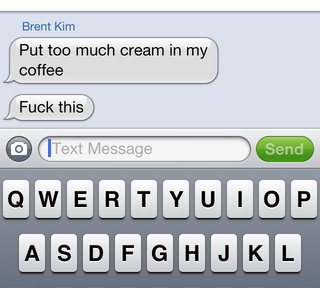 Brent Kim
Put too much cream in my
coffee
Fuck this
Text Message
Send
Q W E R T Y U I O P
A S D F G H J K L